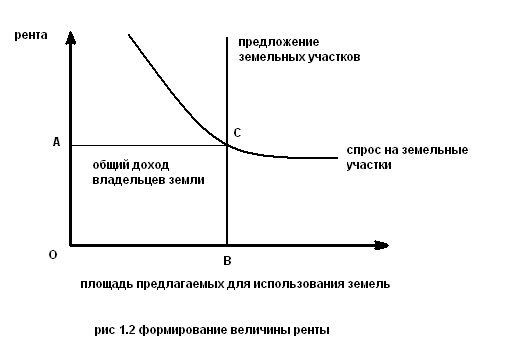 рента
предложение
земельных участков
A
C
спрос на земельные
участки
общий доход
владельцев земли
O
B
площадь предлагаемых для использования земель
рис 1.2 формирование величины ренты